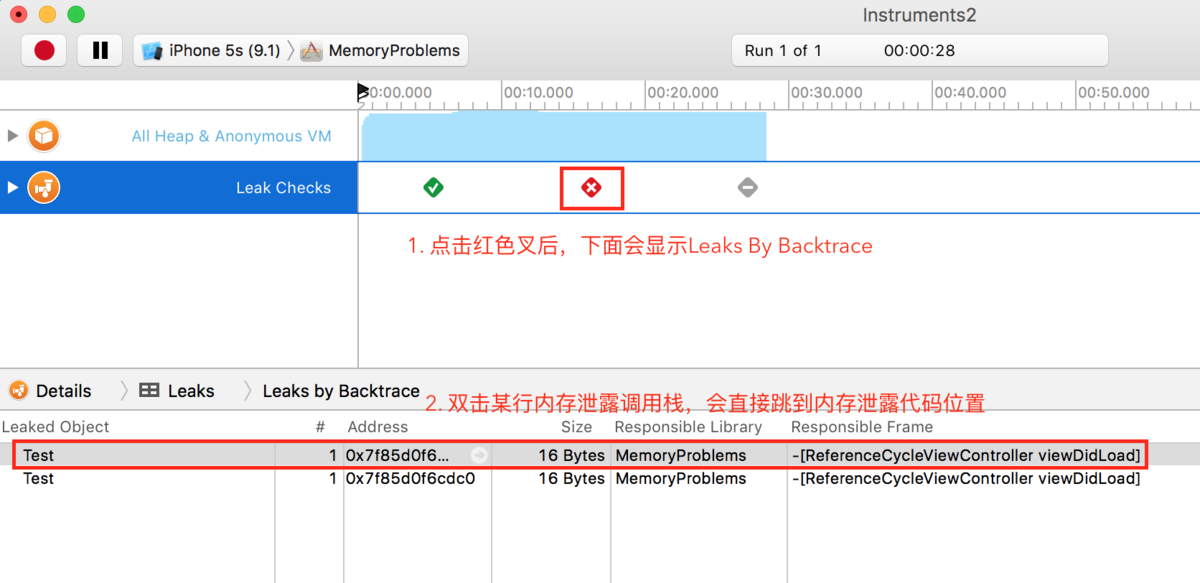 Instruments2
iPhone 5s (9.1) MemoryProblems
Run 1 of 1 00:00:28
00:00.000 00:10.000 00:20.000 00:30.000 00:40.000 00:50.000
All Heap & Anonymous VM
Leak Checks
1. 点击红色叉后，下面会显示Leaks By Backtrace
Details Leaks Leaks by Backtrace
2. 双击某行内存泄露调用栈，会直接跳到内存泄露代码位置
Leaked Object # Address Size Responsible Library Responsible Frame
Test 1 0x7f85d0f6... 16 Bytes MemoryProblems -[ReferenceCycleViewController viewDidLoad]
Test 1 0x7f85d0f6cdc0 16 Bytes MemoryProblems -[ReferenceCycleViewController viewDidLoad]